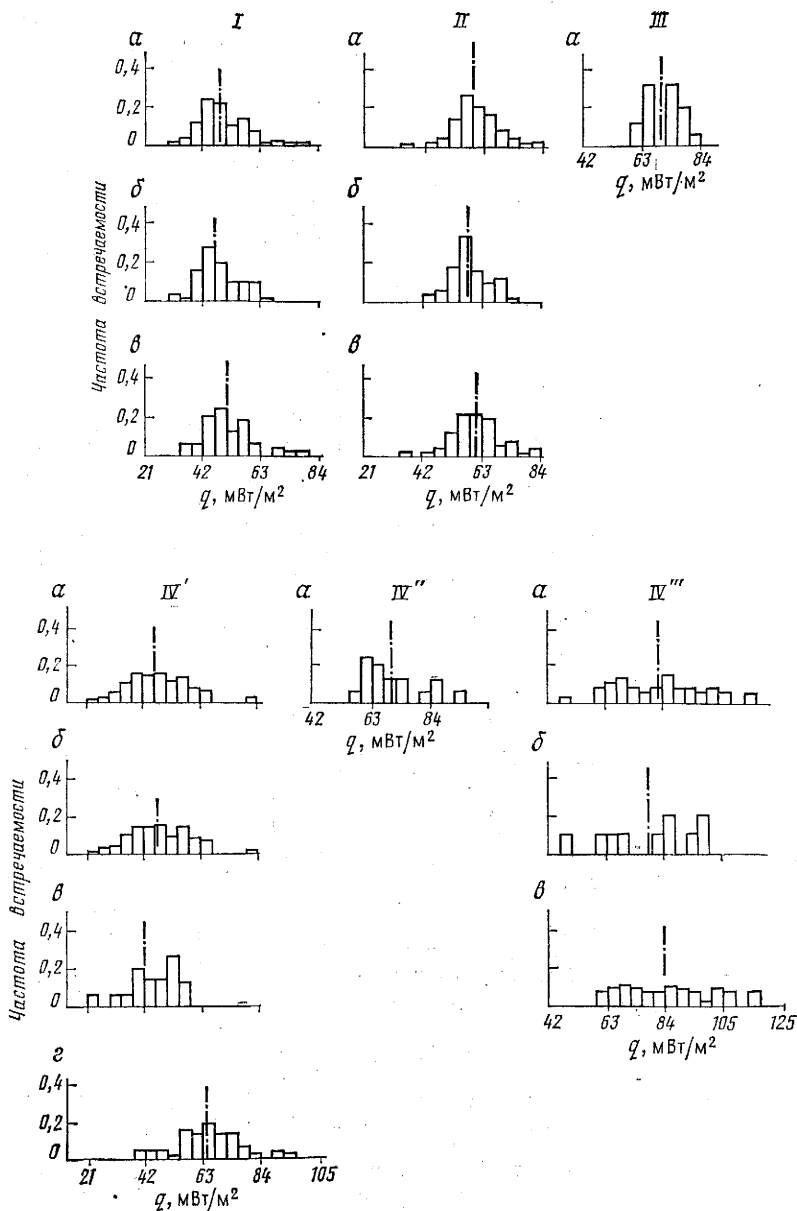 I II III
а а а
0,4
0,2
0
42 63 84
q, мВт/м²
б б
0,4
0,2
0
Частота встречаемости
в в
0,4
0,2
0
21 42 63 84 21 42 63 84
q, мВт/м² q, мВт/м²
а IV' а IV'' а IV'''
0,4
0,2
0
42 63 84
q, мВт/м²
б б
0,4
0,2
0
42 63 84 105
Частота встречаемости
в в
0,4
0,2
0
42 63 84 105 125
q, мВт/м²
г
0,4
0,2
0
21 42 63 84 105
q, мВт/м²